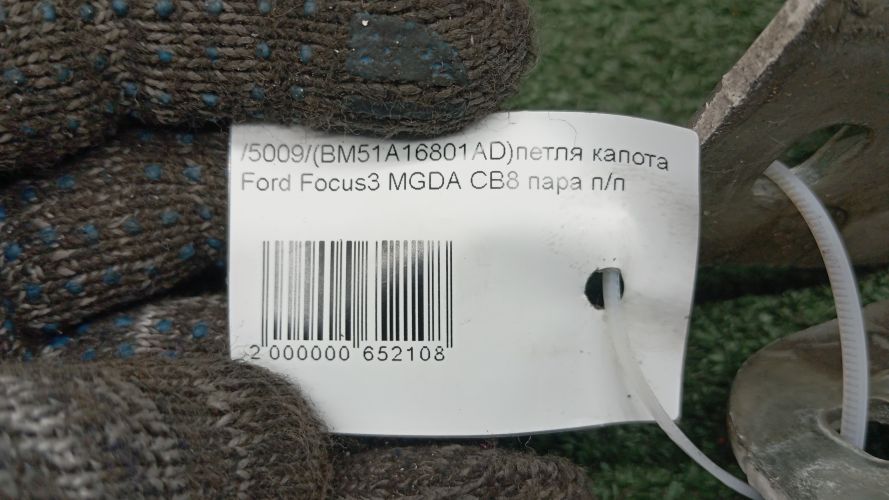 /5009/(BM51A16801AD)петля капота
Ford Focus3 MGDA CB8 пара п/п
2 000000 652108